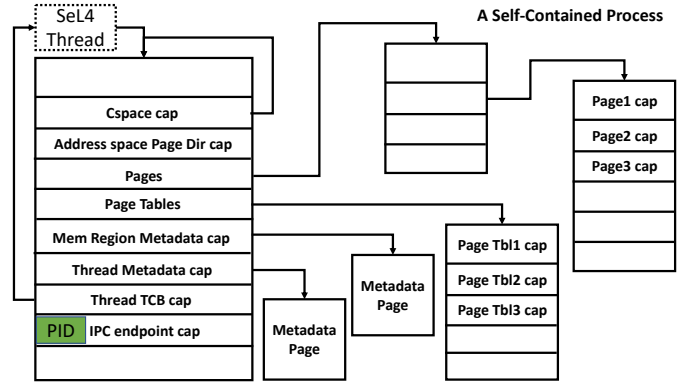 SeL4
Thread
A Self-Contained Process
Cspace cap
Address space Page Dir cap
Pages
Page Tables
Mem Region Metadata cap
Thread Metadata cap
Thread TCB cap
PID IPC endpoint cap
Metadata
Page
Metadata
Page
Page Tbl1 cap
Page Tbl2 cap
Page Tbl3 cap
Page1 cap
Page2 cap
Page3 cap